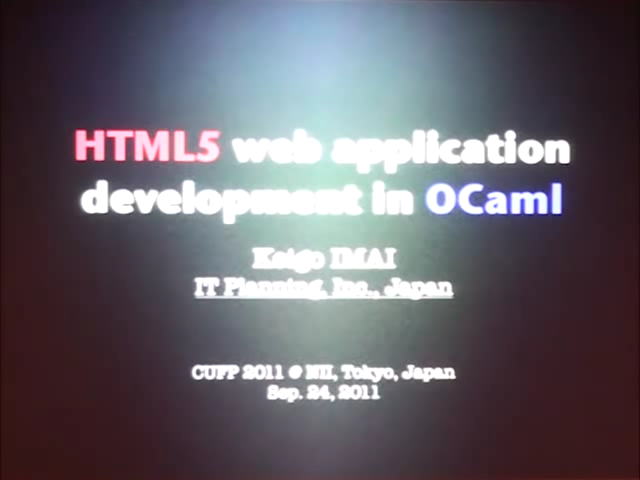 HTML5 web application
development in OCaml
Keigo IMAI
IT Planning, Inc., Japan
CUFP 2011 @ NII, Tokyo, Japan
Sep. 24, 2011